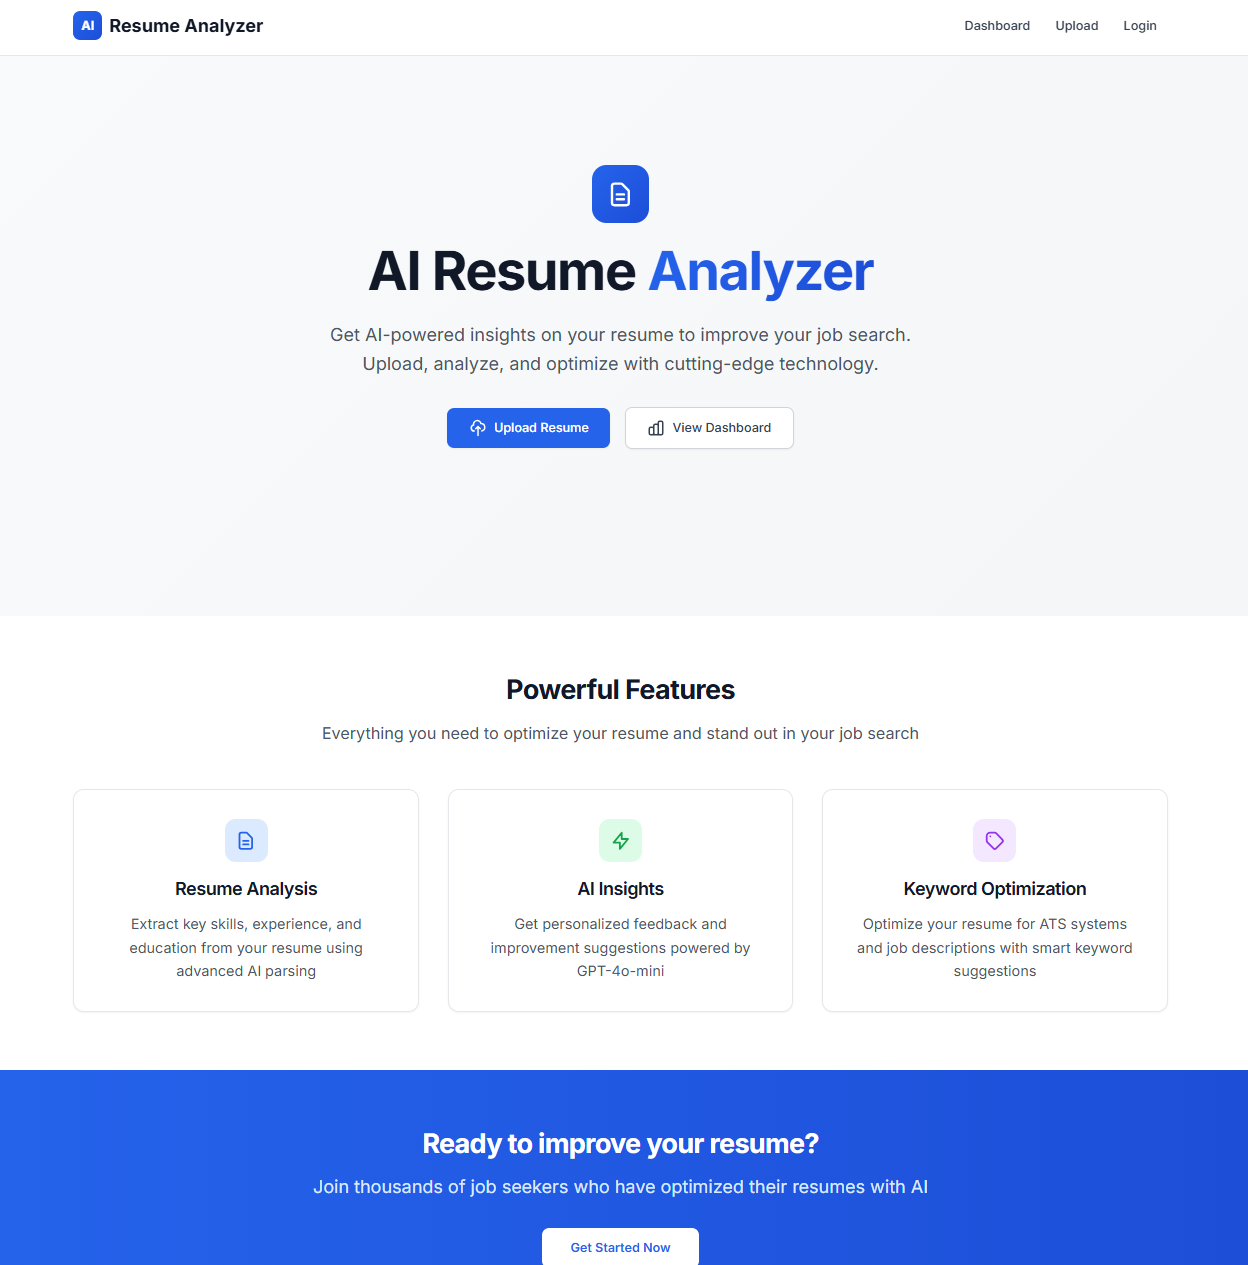 AI Resume Analyzer
Dashboard Upload Login
AI Resume Analyzer
Get AI-powered insights on your resume to improve your job search.
Upload, analyze, and optimize with cutting-edge technology.
Upload Resume
View Dashboard
Powerful Features
Everything you need to optimize your resume and stand out in your job search
Resume Analysis
Extract key skills, experience, and
education from your resume using
advanced AI parsing
AI Insights
Get personalized feedback and
improvement suggestions powered by
GPT-4o-mini
Keyword Optimization
Optimize your resume for ATS systems
and job descriptions with smart keyword
suggestions
Ready to improve your resume?
Join thousands of job seekers who have optimized their resumes with AI
Get Started Now